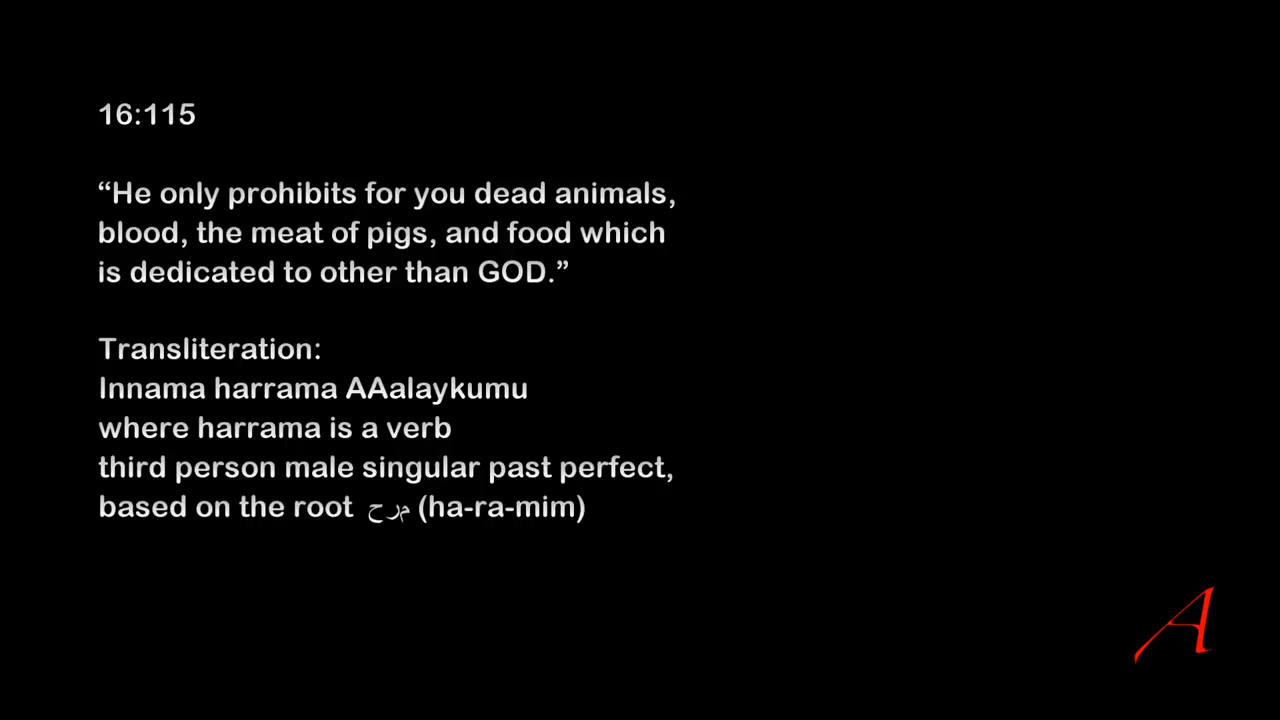 16:115
“He only prohibits for you dead animals,
blood, the meat of pigs, and food which
is dedicated to other than GOD.”
Transliteration:
Innama harrama AAalaykumu
where harrama is a verb
third person male singular past perfect,
based on the root مرح (ha-ra-mim)
A